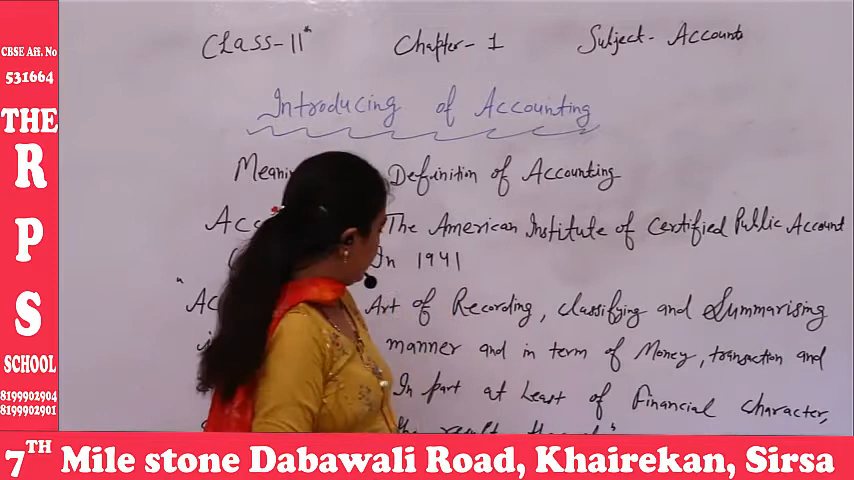 CBSE Aff. No
531664
THE
R
P
S
SCHOOL
8199902904
8199902901
Class-11th Chapter-1 Subject- Accounts
Introducing of Accounting
Definition of Accounting
The American Institute of Certified Public Account
In 1941
Art of Recording, classifying and Summarising
manner and in term of Money, transaction and
In part at Least of Financial character,
7TH Mile stone Dabawali Road, Khairekan, Sirsa